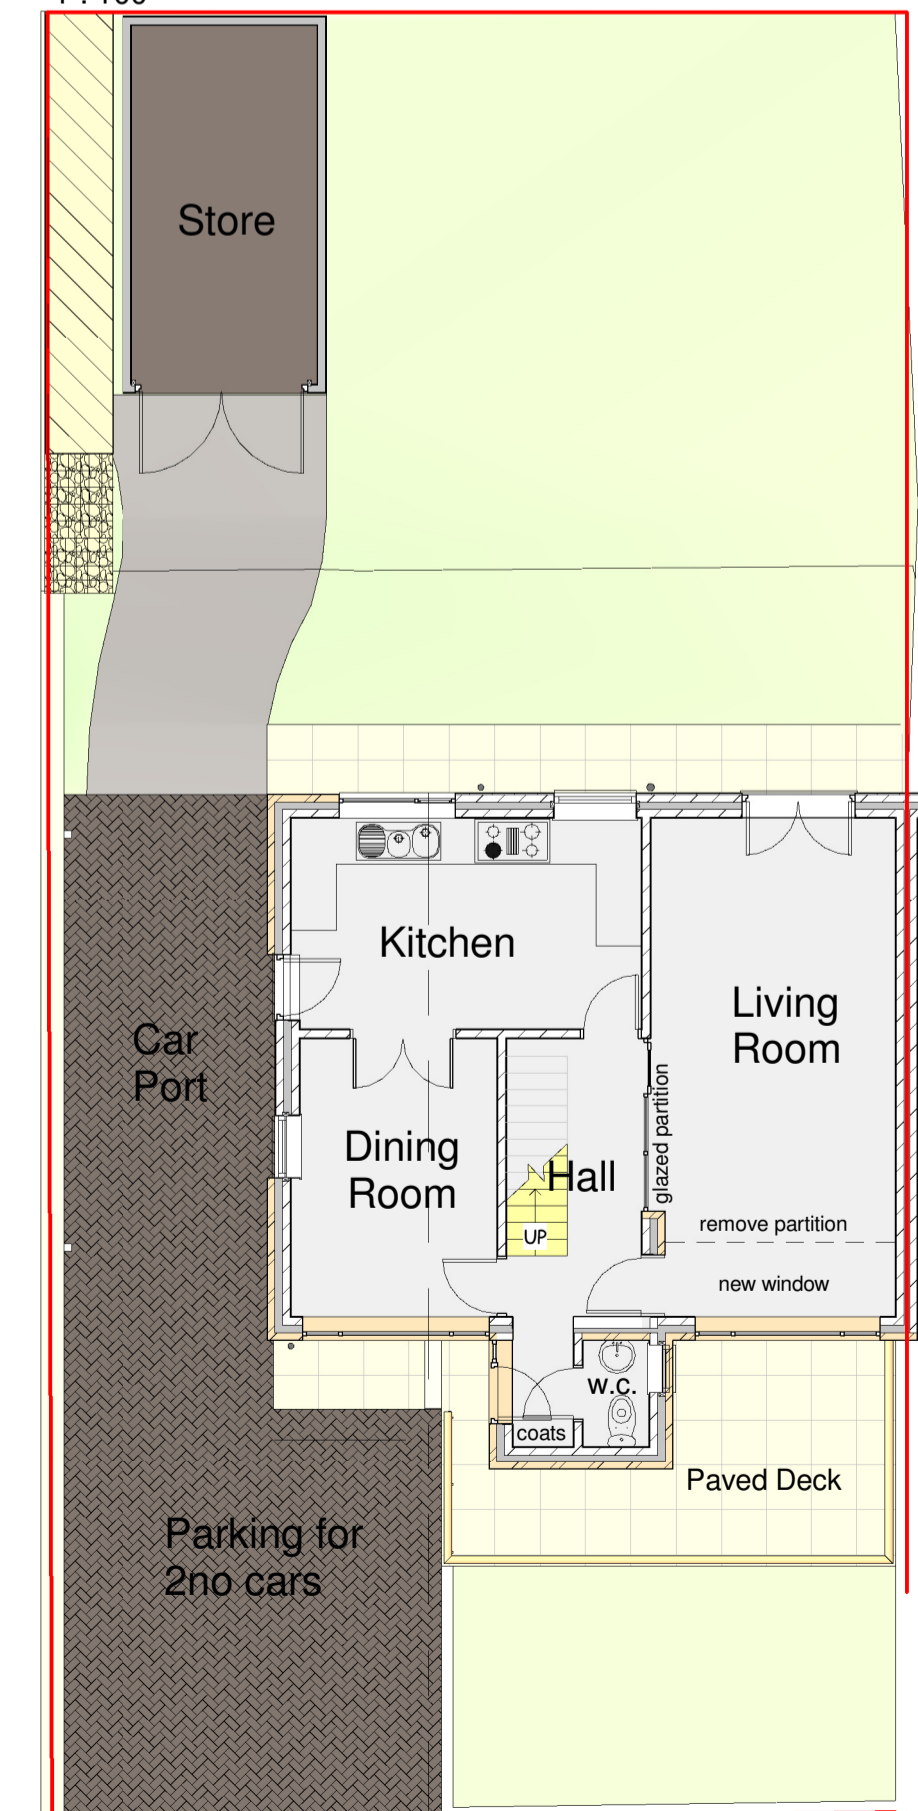 Store
Kitchen
Living
Room
Car
Port
glazed partition
Dining
Room
Hall
UP
remove partition
new window
w.c.
coats
Paved Deck
Parking for
2no cars